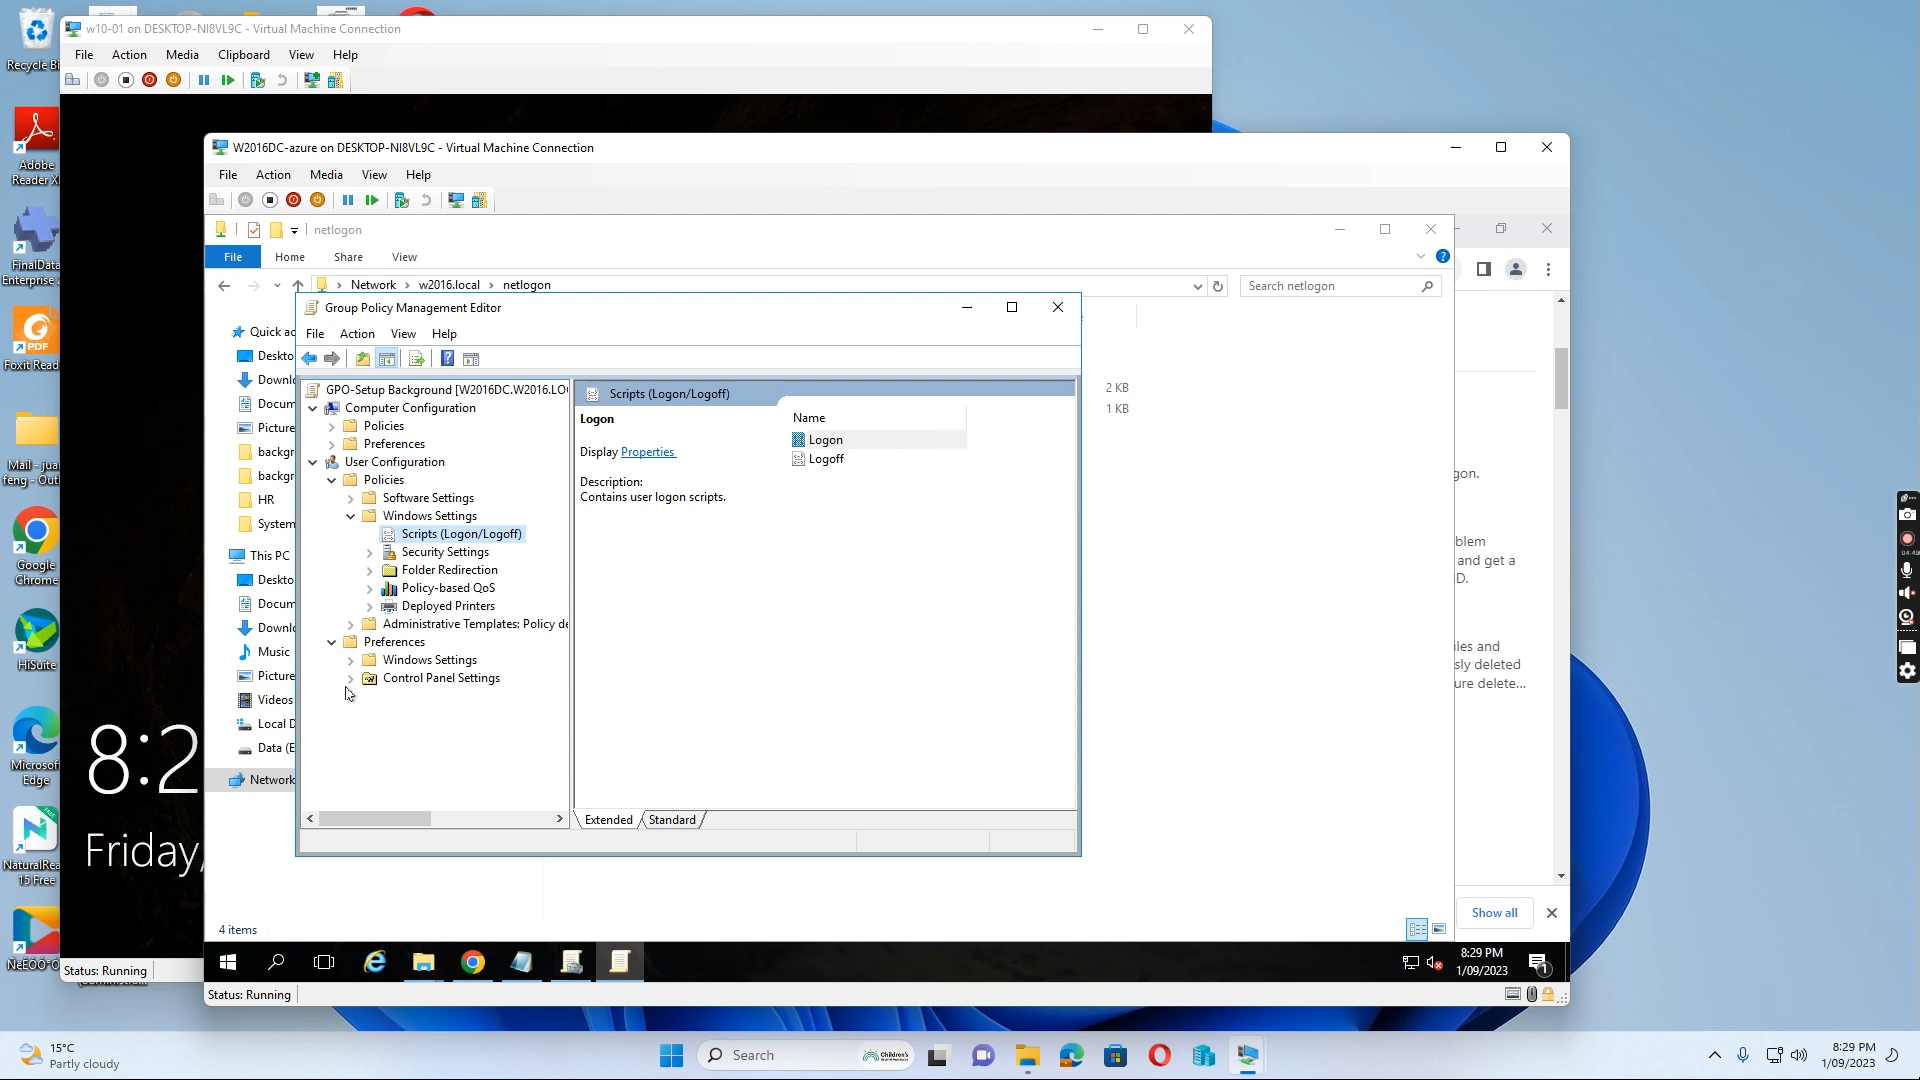 w10-01 on DESKTOP-NI8VL9C - Virtual Machine Connection
File Action Media Clipboard View Help
Recycle Bi
Adobe
Reader X
FinalData
Enterprise
Foxit Read
Mail - jua
feng - Out
Google
Chrome
HiSuite
Microsof
Edge
NaturalRea
15 Free
8:2
Friday,
Status: Running
W2016DC-azure on DESKTOP-NI8VL9C - Virtual Machine Connection
File Action Media View Help
netlogon
File Home Share View
Network > w2016.local > netlogon
Search netlogon
Quick ac
Deskto
Downlo
Docum
Picture
backgr
backgr
HR
System
This PC
Deskto
Docum
Downlo
Music
Picture
Videos
Local D
Data (E
Network
4 items
2 KB
1 KB
Group Policy Management Editor
File Action View Help
GPO-Setup Background [W2016DC.W2016.LO
Computer Configuration
Policies
Preferences
User Configuration
Policies
Software Settings
Windows Settings
Scripts (Logon/Logoff)
Security Settings
Folder Redirection
Policy-based QoS
Deployed Printers
Administrative Templates: Policy de
Preferences
Windows Settings
Control Panel Settings
Scripts (Logon/Logoff)
Logon
Display Properties
Description:
Contains user logon scripts.
Name
Logon
Logoff
Extended Standard
gon.
blem
and get a
ID.
iles and
sly deleted
ure delete...
Show all
8:29 PM
1/09/2023
1
Status: Running
15°C
Partly cloudy
Search
Children's
8:29 PM
1/09/2023